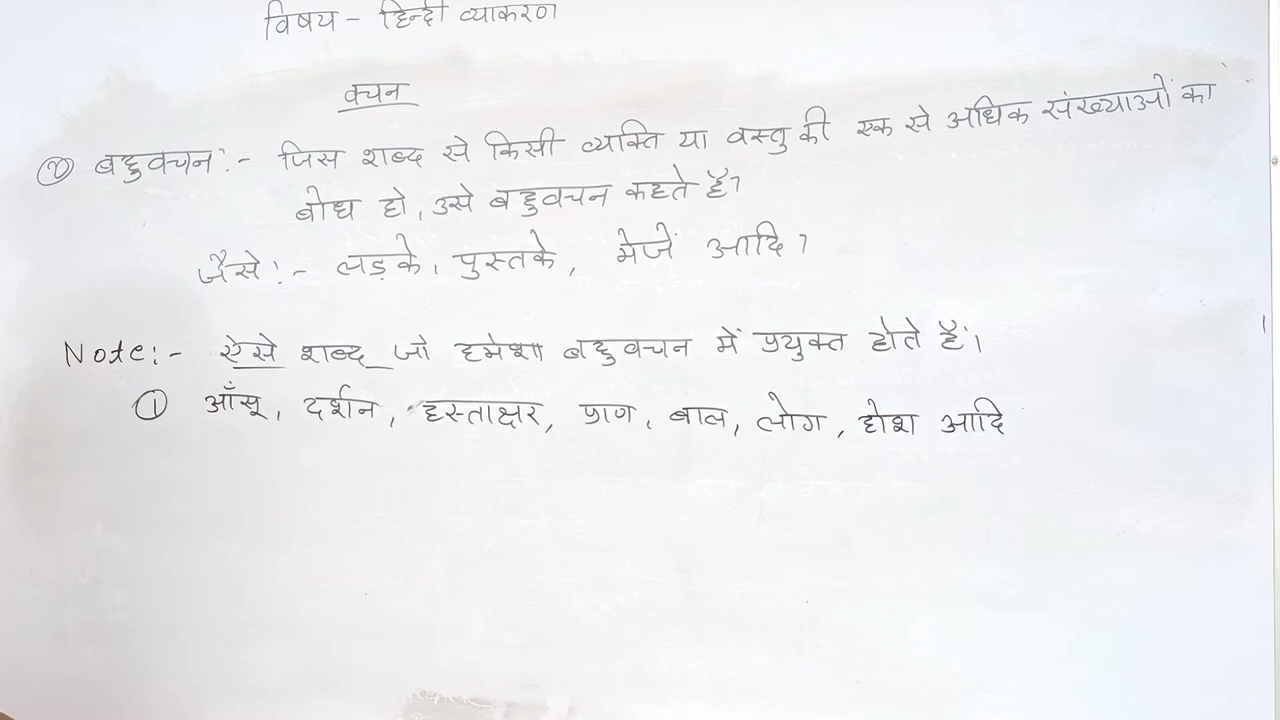 विषय - हिन्दी व्याकरण
वचन
② बहुवचन :- जिस शब्द से किसी व्यक्ति या वस्तु की एक से अधिक संख्याओं का
बोध हो, उसे बहुवचन कहते हैं।
जैसे :- लड़के, पुस्तके, मेजें आदि।
Note :- ऐसे शब्द जो हमेशा बहुवचन में प्रयुक्त होते हैं।
① आँसू, दर्शन, हस्ताक्षर, प्राण, बाल, लोग, होश आदि